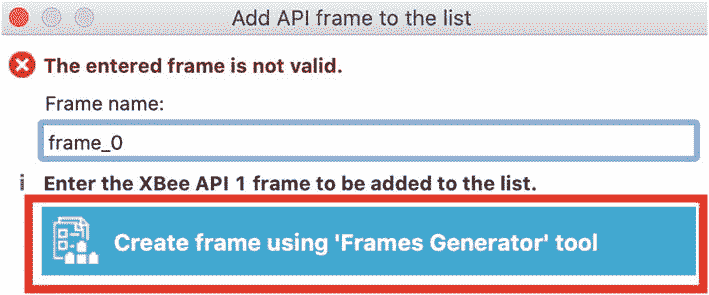 Add API frame to the list
The entered frame is not valid.
Frame name:
frame_0
i Enter the XBee API 1 frame to be added to the list.
Create frame using 'Frames Generator' tool